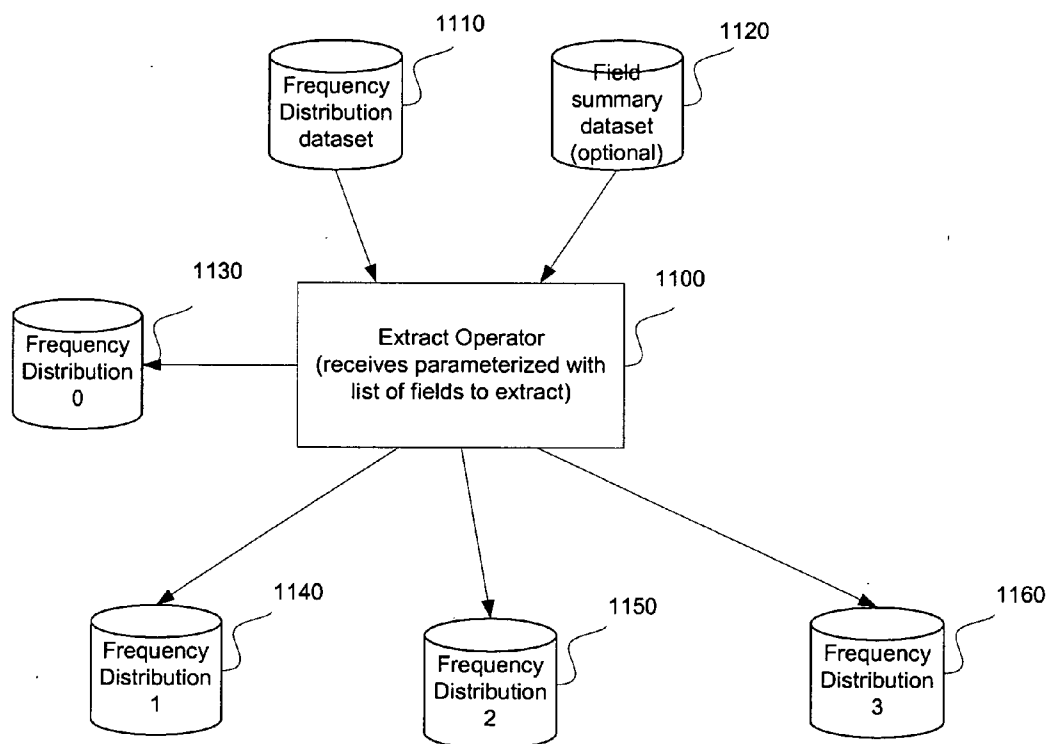 1110
Frequency
Distribution
dataset
1120
Field
summary
dataset
(optional)
1130
Frequency
Distribution
0
1100
Extract Operator
(receives parameterized with
list of fields to extract)
1140
Frequency
Distribution
1
1150
Frequency
Distribution
2
1160
Frequency
Distribution
3